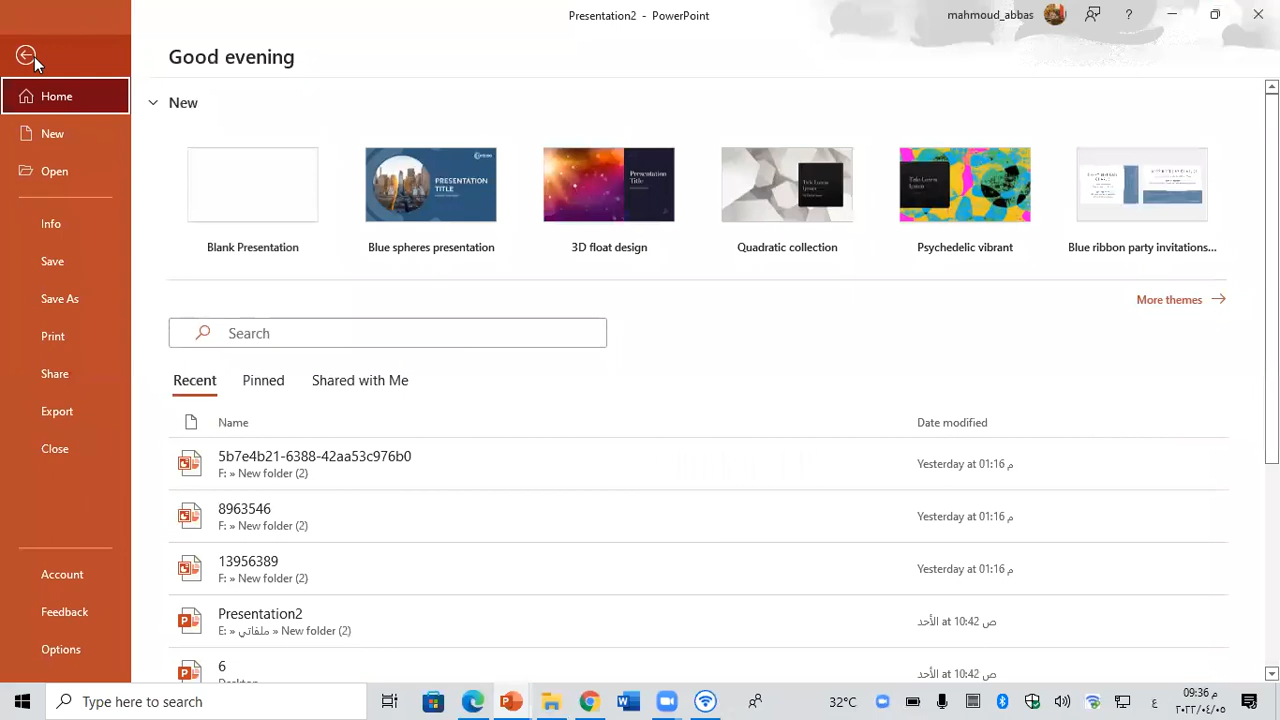 Presentation2 - PowerPoint
mahmoud_abbas
?
Good evening
Home
New
Open
Info
Save
Save As
Print
Share
Export
Close
Account
Feedback
Options
New
PRESENTATION
TITLE
Presentation
Title
Blank Presentation
Blue spheres presentation
3D float design
Quadratic collection
Psychedelic vibrant
Blue ribbon party invitations...
More themes
Search
Recent
Pinned
Shared with Me
Name
Date modified
5b7e4b21-6388-42aa53c976b0
F: » New folder (2)
Yesterday at 01:16 م
8963546
F: » New folder (2)
Yesterday at 01:16 م
13956389
F: » New folder (2)
Yesterday at 01:16 م
Presentation2
E: » ملفاتي » New folder (2)
الأحد at 10:42 ص
6
Desktop
الأحد at 10:42 ص
Type here to search
32°C
ع
09:36 م